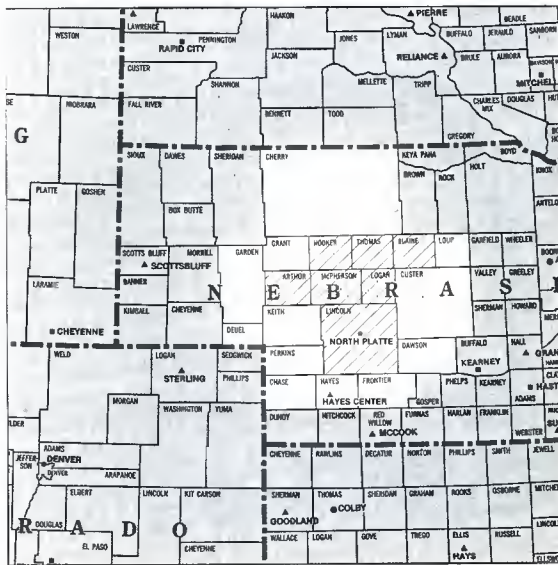 LAWRENCE
HAAKON
PIERRE
BEADLE
WESTON
PENNINGTON
RAPID CITY
JONES
LYMAN
BUFFALO
JERAULD
SANBORN
CUSTER
JACKSON
RELIANCE
BRULE
AURORA
SHANNON
MELLETTE
TRIPP
MITCHELL
CHARLES MIX
DOUGLAS
NIOBRARA
FALL RIVER
BENNETT
TODD
GREGORY
G
BOYD
SIOUX
DAWES
SHERIDAN
CHERRY
KEYA PAHA
KNOX
BROWN
ROCK
HOLT
PLATTE
GOSHEN
BOX BUTTE
GRANT
HOOKER
THOMAS
BLAINE
LOUP
GARFIELD
WHEELER
SCOTTS BLUFF
MORRILL
GARDEN
SCOTTSBLUFF
BANNER
ARTHUR
MCPHERSON
LOGAN
CUSTER
VALLEY
GREELEY
N E B R A S
LARAMIE
KIMBALL
CHEYENNE
KEITH
LINCOLN
SHERMAN
HOWARD
CHEYENNE
DEUEL
NORTH PLATTE
WELD
LOGAN
SEDGWICK
PERKINS
DAWSON
BUFFALO
HALL
KEARNEY
STERLING
PHILLIPS
CHASE
HAYES
FRONTIER
PHELPS
KEARNEY
HAYES CENTER
GOSPER
ADAMS
MORGAN
WASHINGTON
YUMA
DUNDY
HITCHCOCK
RED WILLOW
FURNAS
HARLAN
FRANKLIN
WEBSTER
MCCOOK
ADAMS
JEFFERSON
DENVER
DENVER
ARAPAHOE
CHEYENNE
RAWLINS
DECATUR
NORTON
PHILLIPS
SMITH
JEWELL
ELBERT
LINCOLN
KIT CARSON
SHERMAN
THOMAS
SHERIDAN
GRAHAM
ROOKS
OSBORNE
COLBY
GOODLAND
R A D O
DOUGLAS
EL PASO
CHEYENNE
WALLACE
LOGAN
GOVE
TREGO
ELLIS
RUSSELL
HAYS